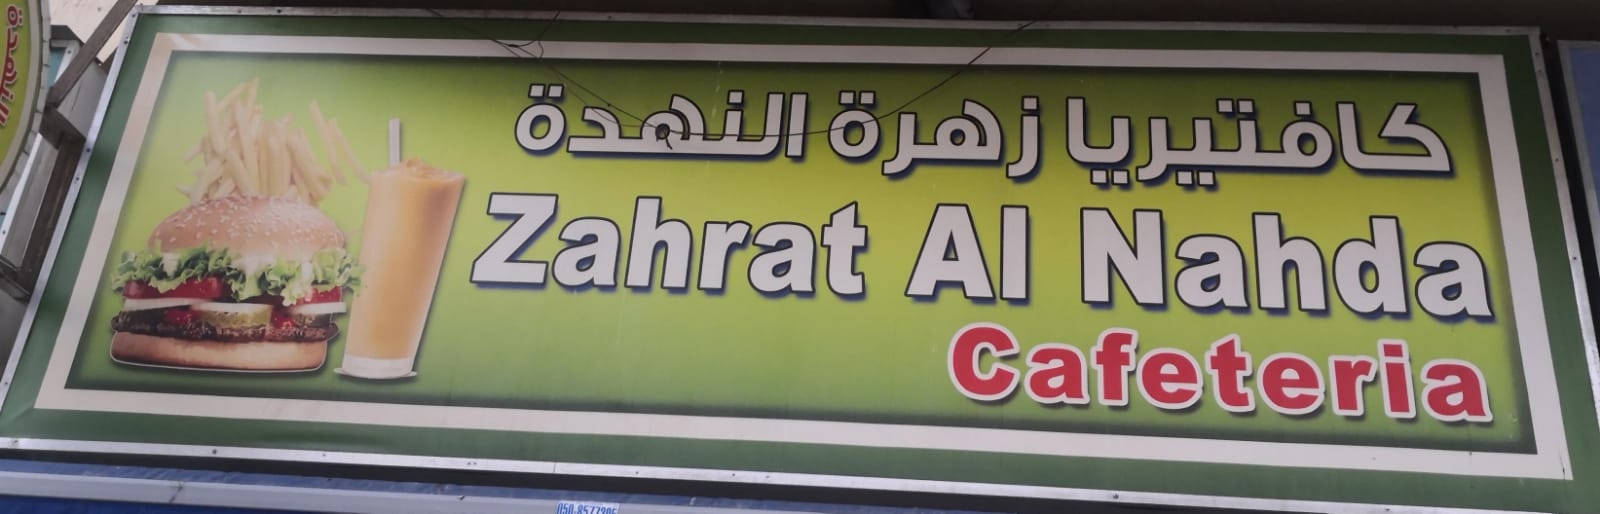 كافتيريا زهرة النهدة
Zahrat Al Nahda
Cafeteria